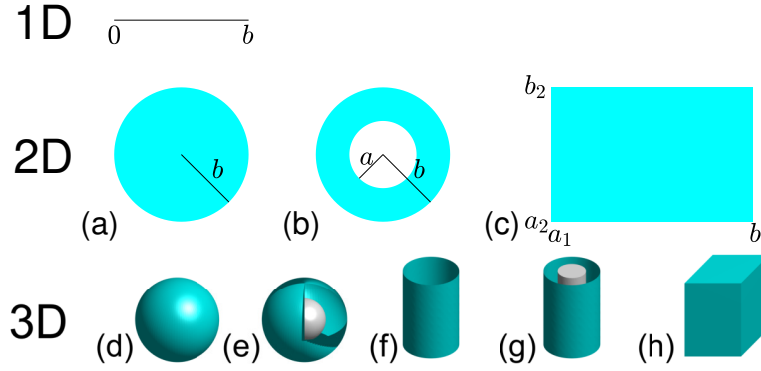 1D
0 b
2D
b
(a)
a b
(b)
b₂
(c)
a₂ a₁ b
3D
(d) (e) (f) (g) (h)